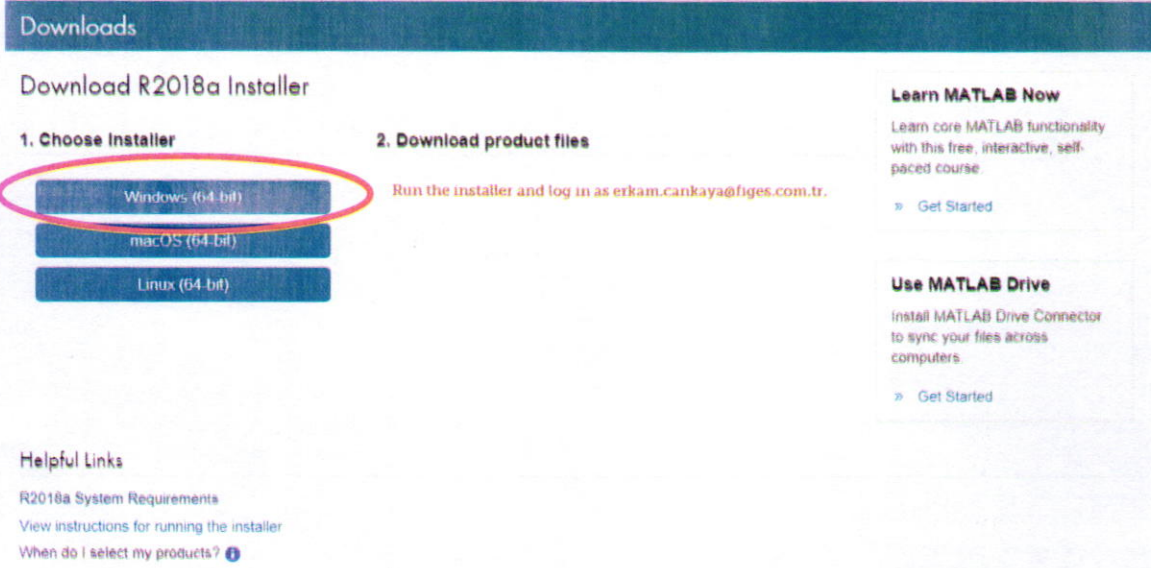 Downloads
Download R2018a Installer
1. Choose Installer
Windows (64-bit)
macOS (64-bit)
Linux (64-bit)
2. Download product files
Run the installer and log in as erkam.cankaya@figes.com.tr.
Learn MATLAB Now
Learn core MATLAB functionality
with this free, interactive, self-
paced course.
» Get Started
Use MATLAB Drive
Install MATLAB Drive Connector
to sync your files across
computers.
» Get Started
Helpful Links
R2018a System Requirements
View instructions for running the installer
When do I select my products?